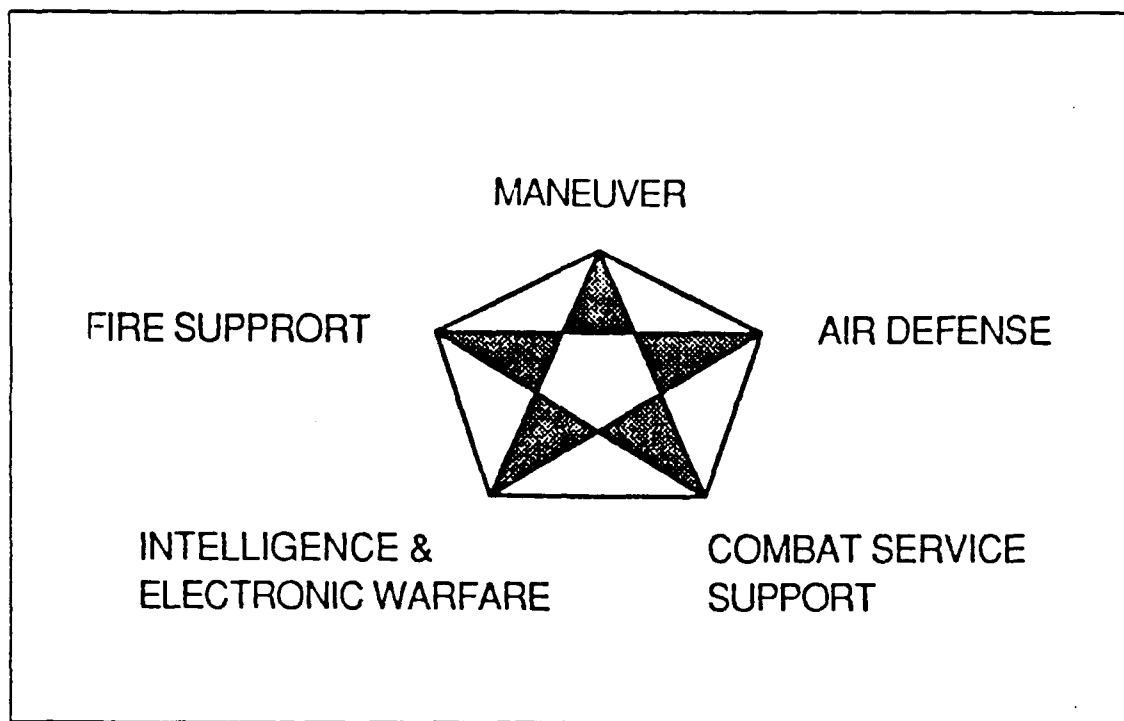 MANEUVER
FIRE SUPPRORT
AIR DEFENSE
INTELLIGENCE &
ELECTRONIC WARFARE
COMBAT SERVICE
SUPPORT